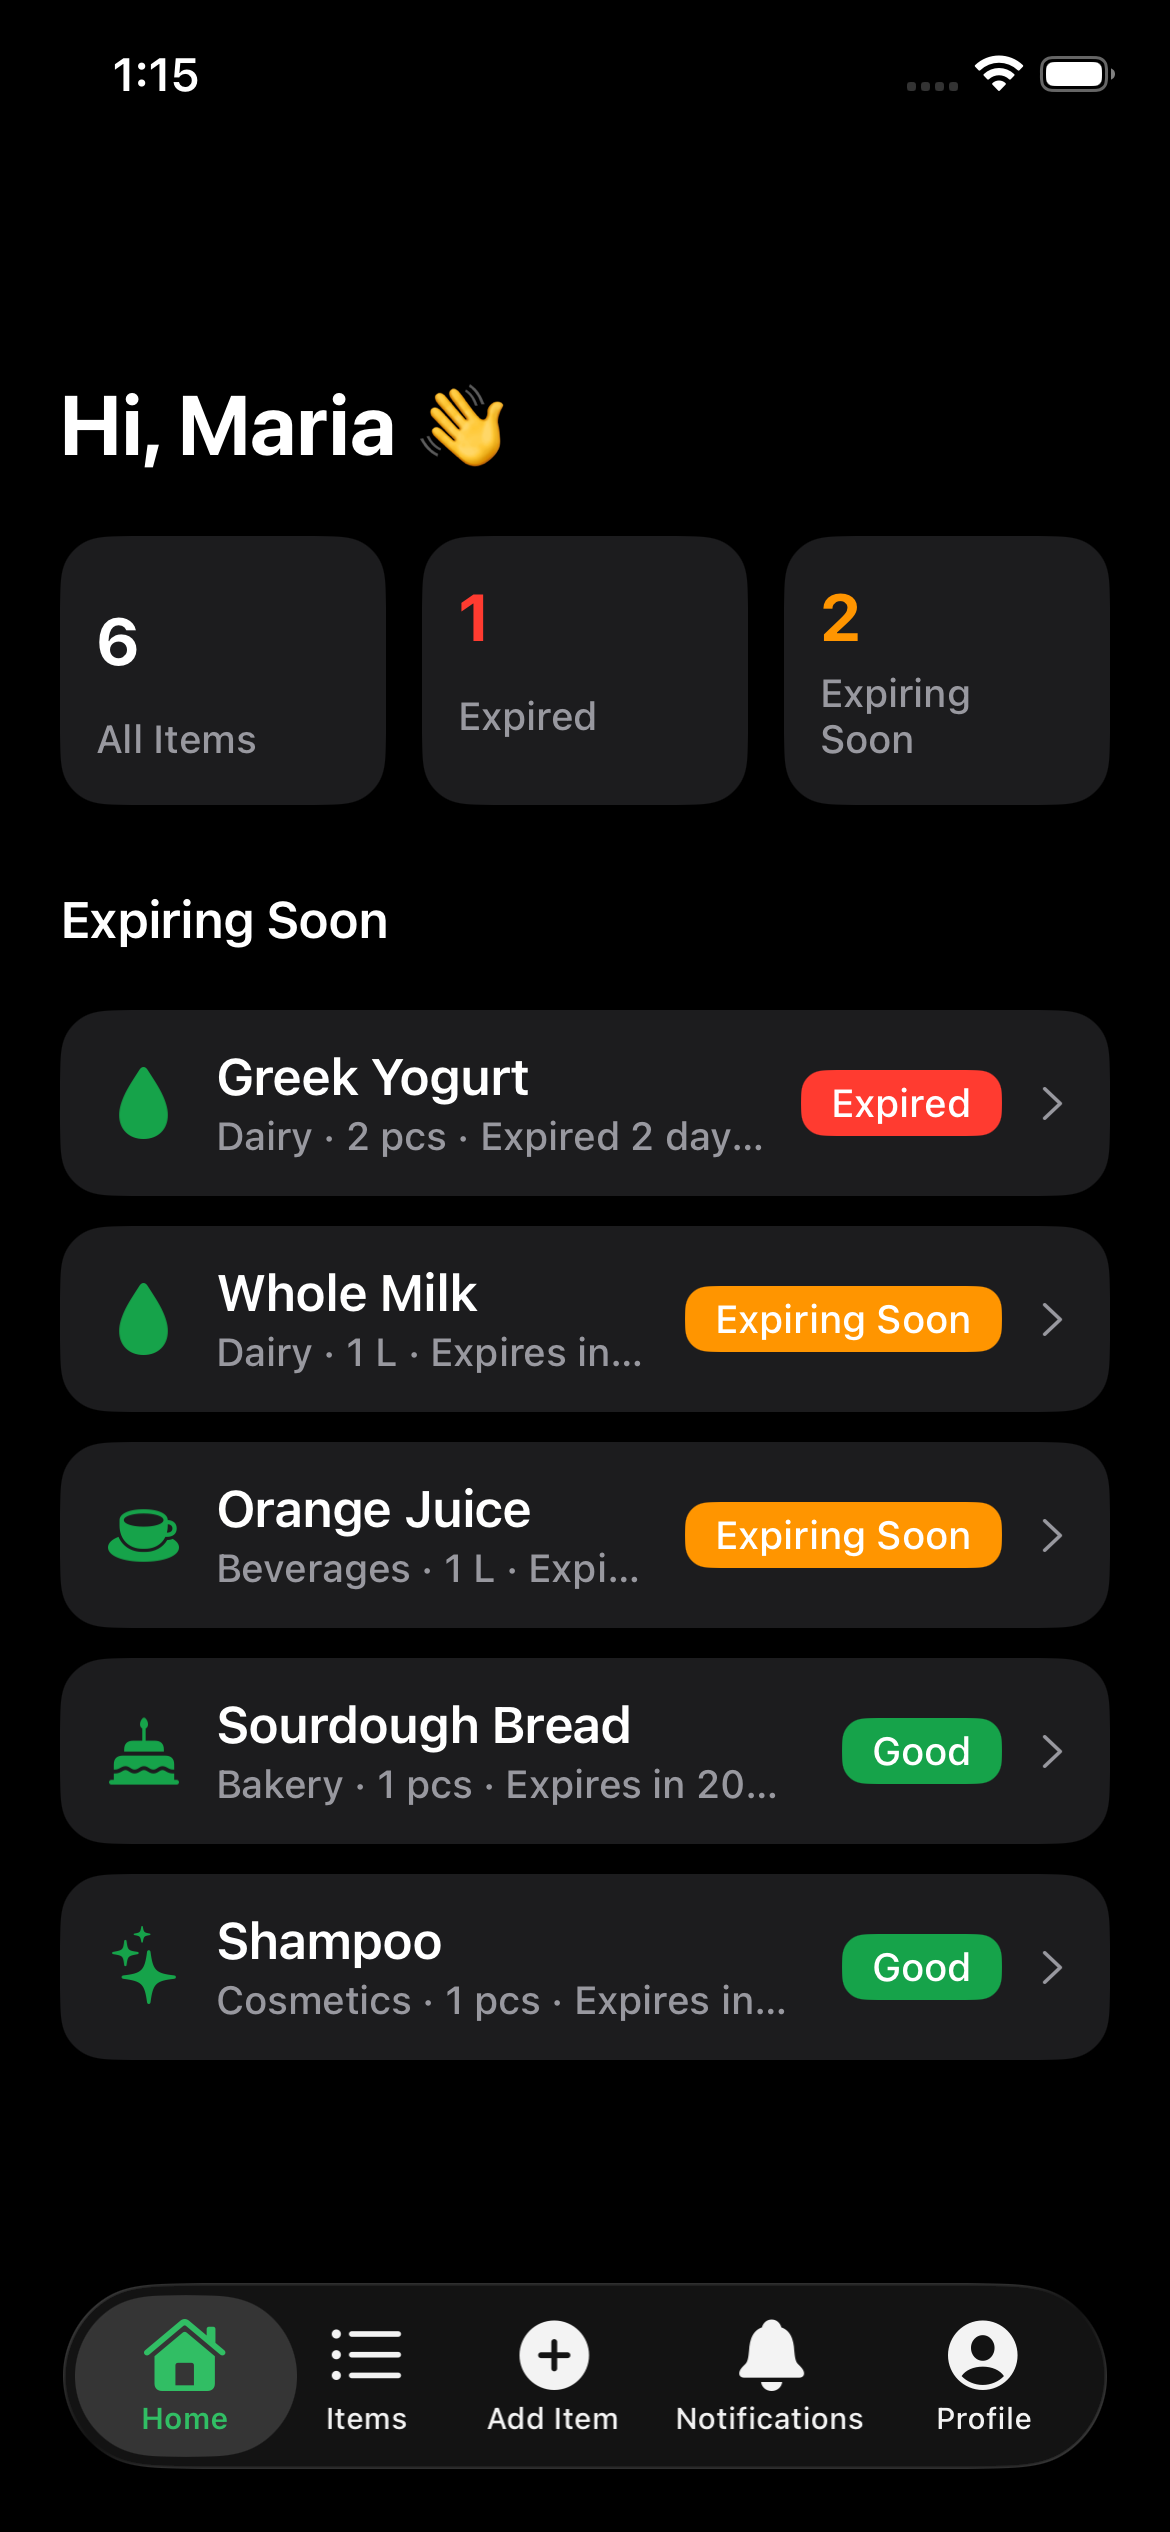 1:15
Hi, Maria 👋
6
All Items
1
Expired
2
Expiring
Soon
Expiring Soon
Greek Yogurt
Dairy · 2 pcs · Expired 2 day...
Expired
Whole Milk
Dairy · 1 L · Expires in...
Expiring Soon
Orange Juice
Beverages · 1 L · Expi...
Expiring Soon
Sourdough Bread
Bakery · 1 pcs · Expires in 20...
Good
Shampoo
Cosmetics · 1 pcs · Expires in...
Good
Home
Items
Add Item
Notifications
Profile